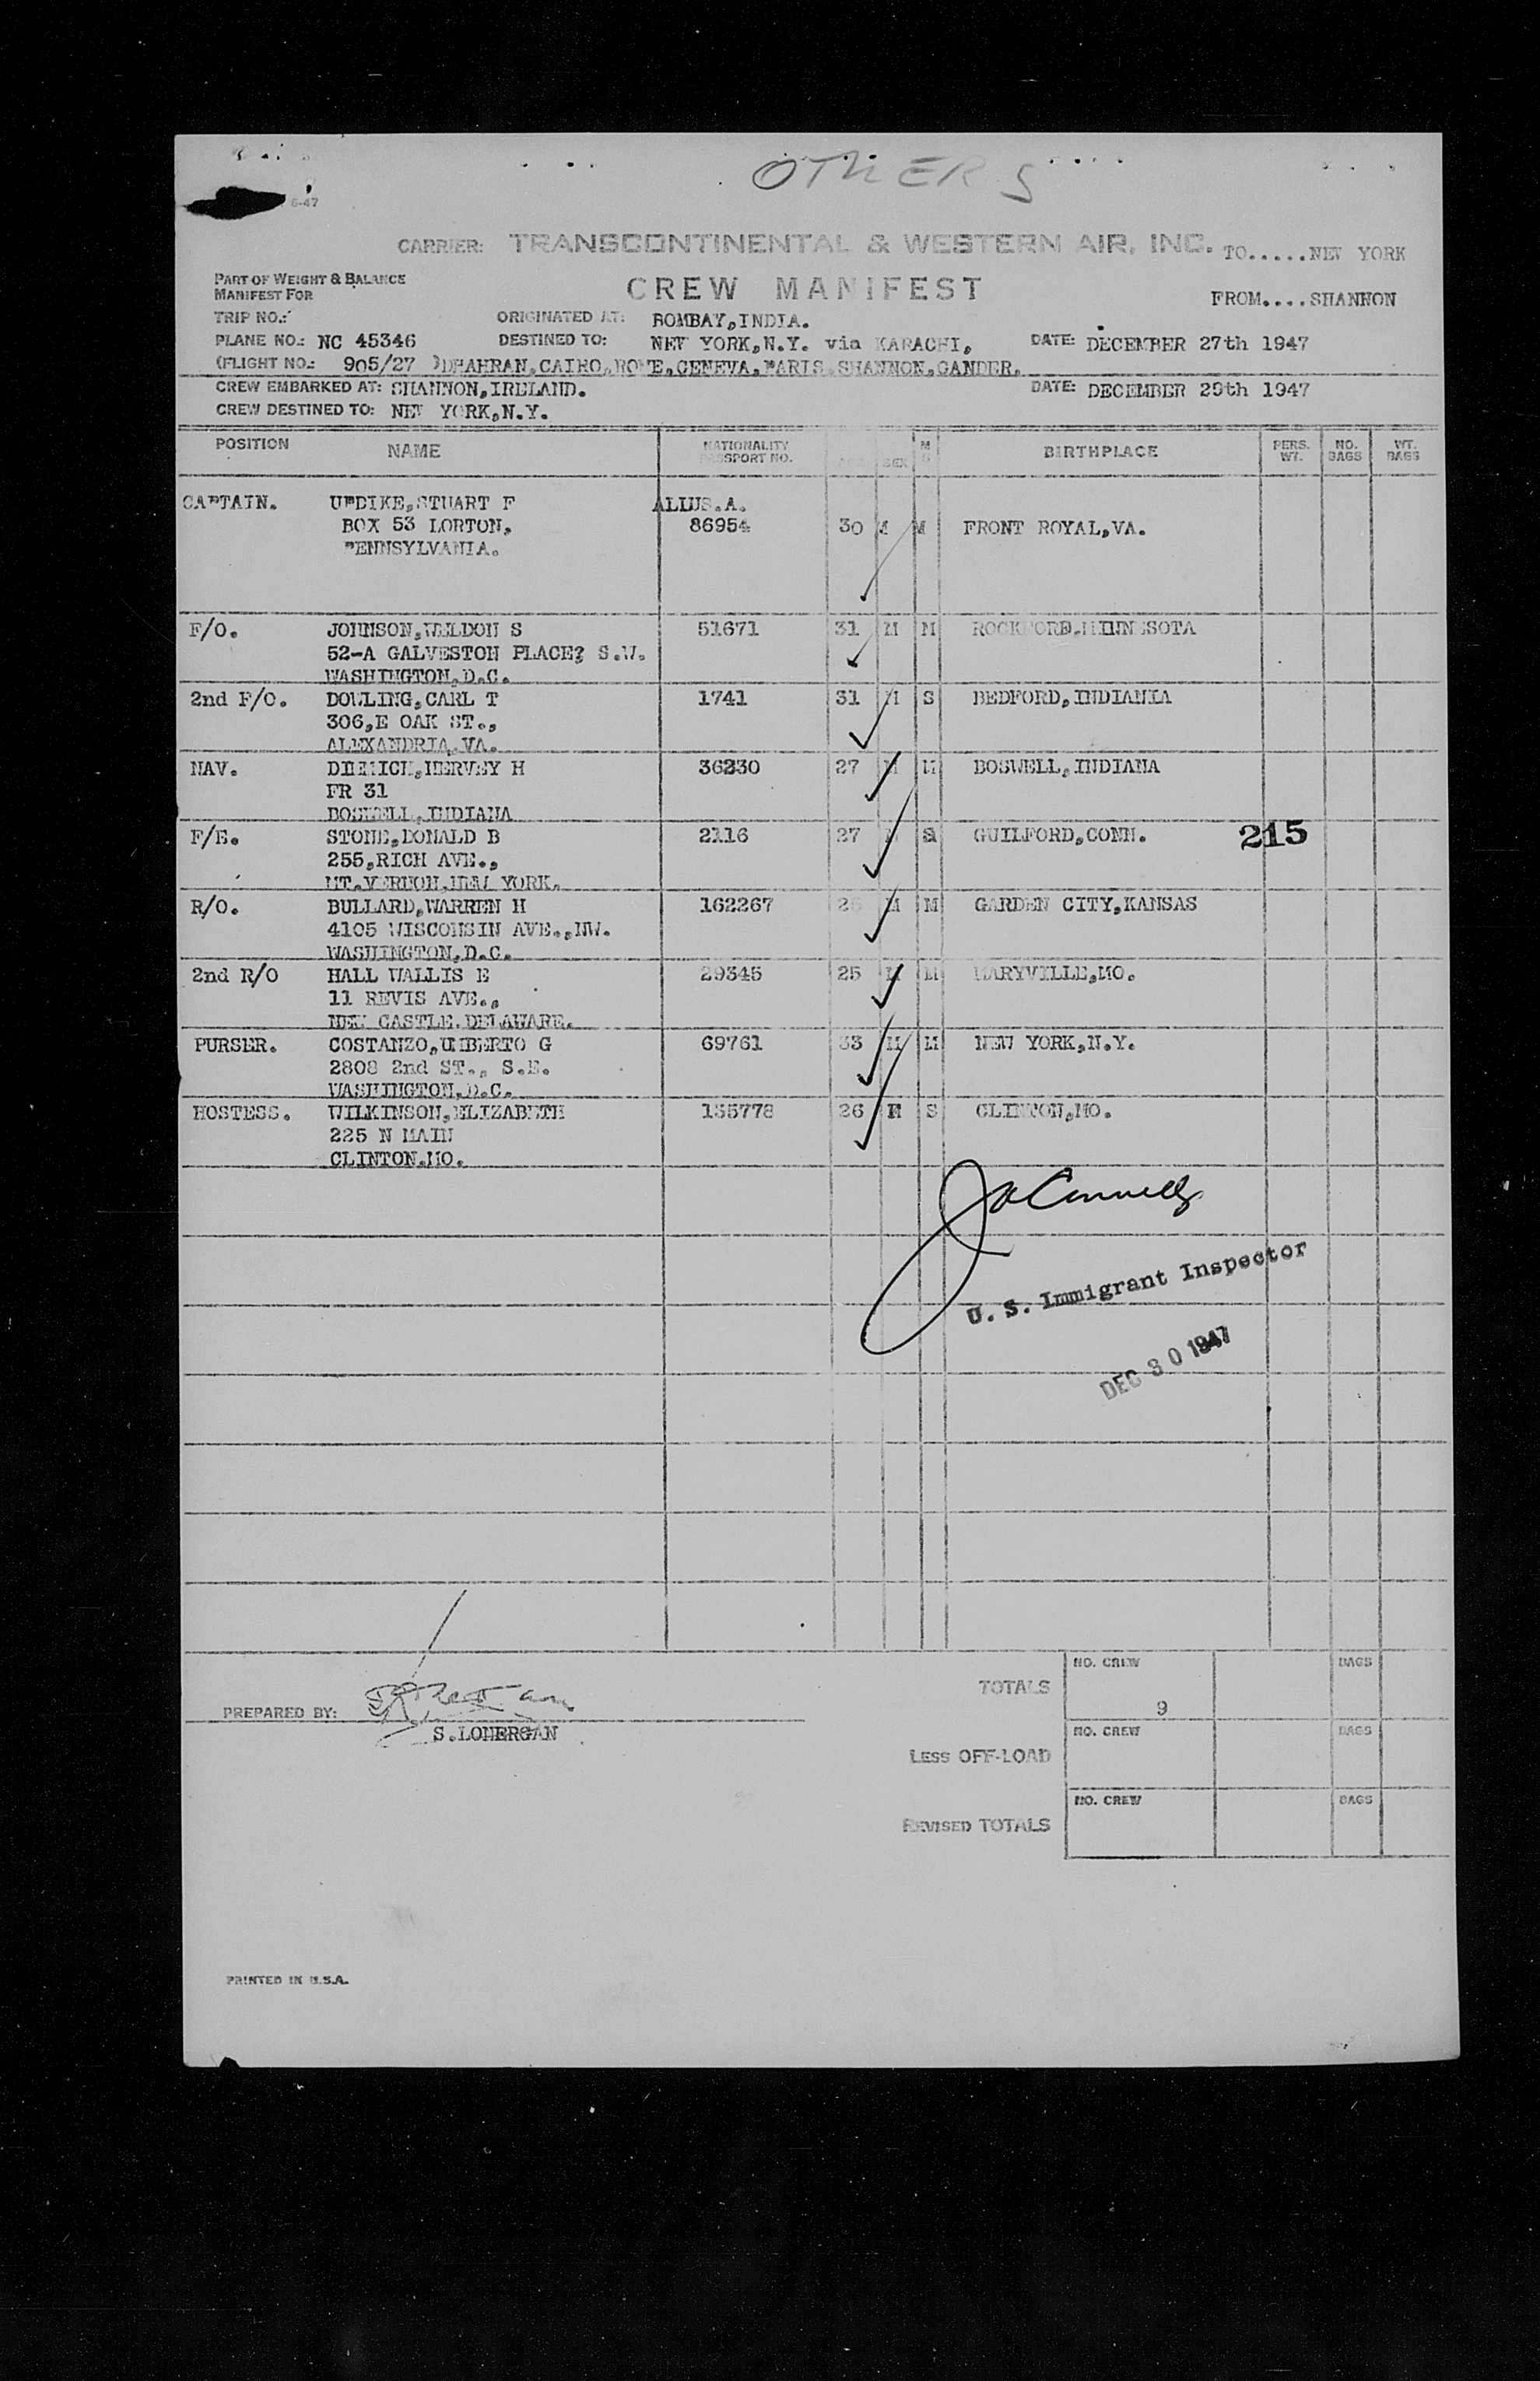 OTHERS
6-47
CARRIER: TRANSCONTINENTAL & WESTERN AIR, INC. TO.....NEW YORK
PART OF WEIGHT & BALANCE
MANIFEST FOR
CREW MANIFEST
FROM....SHANNON
TRIP NO.: ORIGINATED AT: BOMBAY,INDIA.
PLANE NO.: NC 45346 DESTINED TO: NEW YORK,N.Y. via KARACHI, DATE: DECEMBER 27th 1947
(FLIGHT NO.: 905/27 )DHAHRAN,CAIRO,ROME,GENEVA,PARIS,SHANNON,GANDER.
CREW EMBARKED AT: SHANNON,IRELAND. DATE: DECEMBER 29th 1947
CREW DESTINED TO: NEW YORK,N.Y.
POSITION NAME NATIONALITY PASSPORT NO. AGE SEX M S BIRTHPLACE PERS. WT. NO. BAGS WT. BAGS
CAPTAIN. UPDIKE,STUART F ALLUS.A.
BOX 53 LORTON, 86954 30 M M FRONT ROYAL,VA.
PENNSYLVANIA.
F/O. JOHNSON,WELDON S 51671 31 M M ROCKFORD,MINNESOTA
52-A GALVESTON PLACE? S.W.
WASHINGTON,D.C.
2nd F/O. DOWLING,CARL T 1741 31 M S BEDFORD,INDIANIA
306,E OAK ST.,
ALEXANDRIA,VA.
NAV. HERVEY H 36230 27 M M BOSWELL,INDIANA
FR 31
BOSWELL,INDIANA
F/E. STONE,DONALD B 2116 27 M S GUILFORD,CONN. 215
255,RICH AVE.,
MT.VERNON,NEW YORK.
R/O. BULLARD,WARREN H 162267 M M GARDEN CITY,KANSAS
4105 WISCONSIN AVE.,NW.
WASHINGTON,D.C.
2nd R/O HALL WALLIS E 29345 25 M M MARYVILLE,MO.
11 REVIS AVE.,
NEW CASTLE,DELAWARE.
PURSER. COSTANZO,UMBERTO G 69761 33 M M NEW YORK,N.Y.
2808 2nd ST., S.E.
WASHINGTON,D.C.
HOSTESS. WILKINSON,ELIZABETH 135778 26 S CLINTON,MO.
225 N MAIN
CLINTON,MO.
U. S. Immigrant Inspector
DEC 30 1947
TOTALS NO. CREW 9 BAGS
PREPARED BY:
S.LONERGAN
LESS OFF-LOAD NO. CREW BAGS
REVISED TOTALS NO. CREW BAGS
PRINTED IN U.S.A.